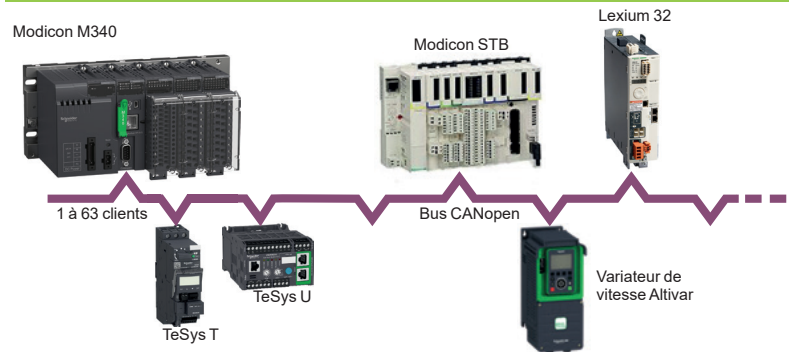 Lexium 32
Modicon M340
Modicon STB
1 à 63 clients
Bus CANopen
TeSys U
TeSys T
Variateur de
vitesse Altivar